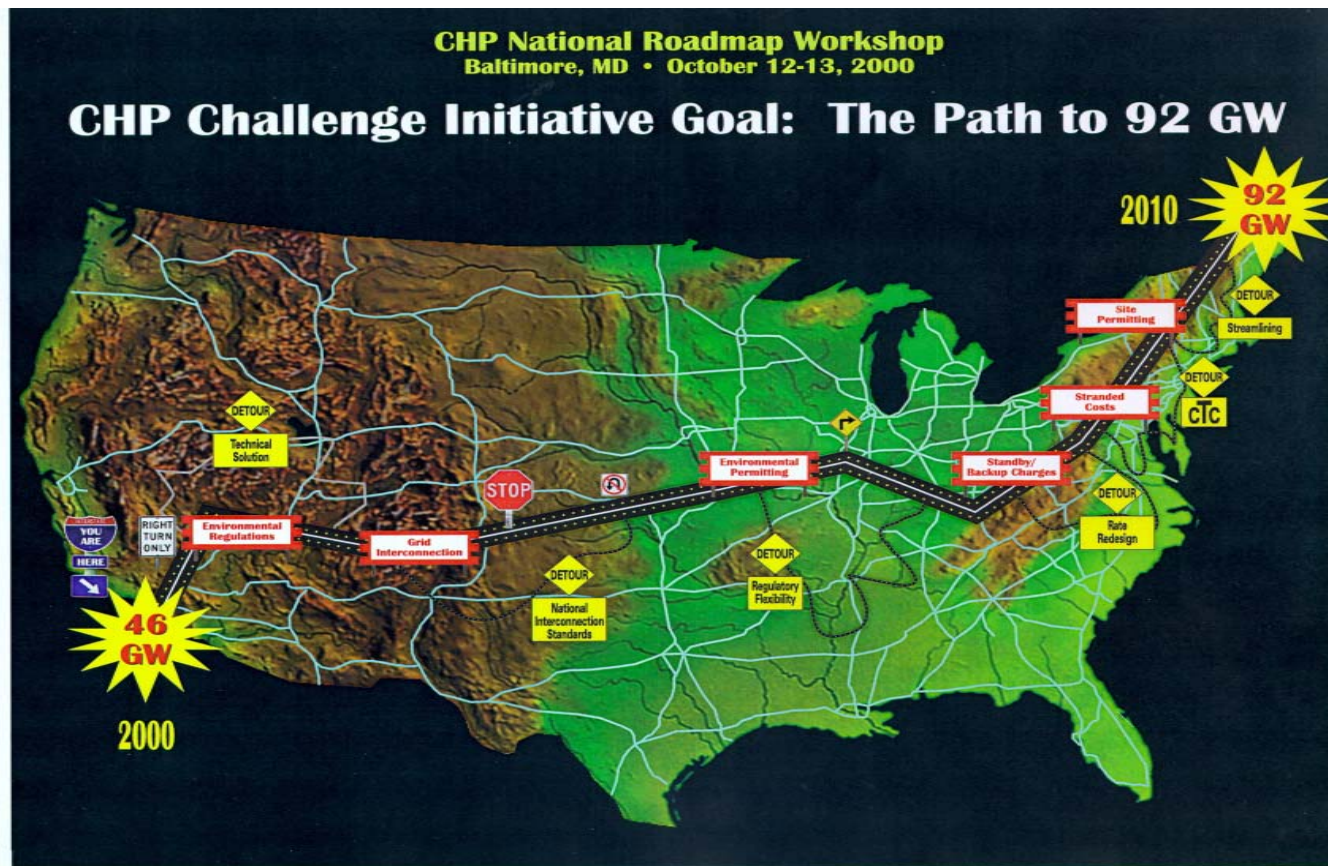 CHP National Roadmap Workshop
Baltimore, MD • October 12-13, 2000
CHP Challenge Initiative Goal: The Path to 92 GW
2010
92
GW
DETOUR
Streamlining
Site
Permitting
DETOUR
CTC
Stranded
Costs
DETOUR
Technical
Solution
Environmental
Permitting
Standby/
Backup Charges
STOP
DETOUR
Rate
Redesign
INTERSTATE
YOU
ARE
HERE
RIGHT
TURN
ONLY
Environmental
Regulations
Grid
Interconnection
DETOUR
National
Interconnection
Standards
DETOUR
Regulatory
Flexibility
46
GW
2000